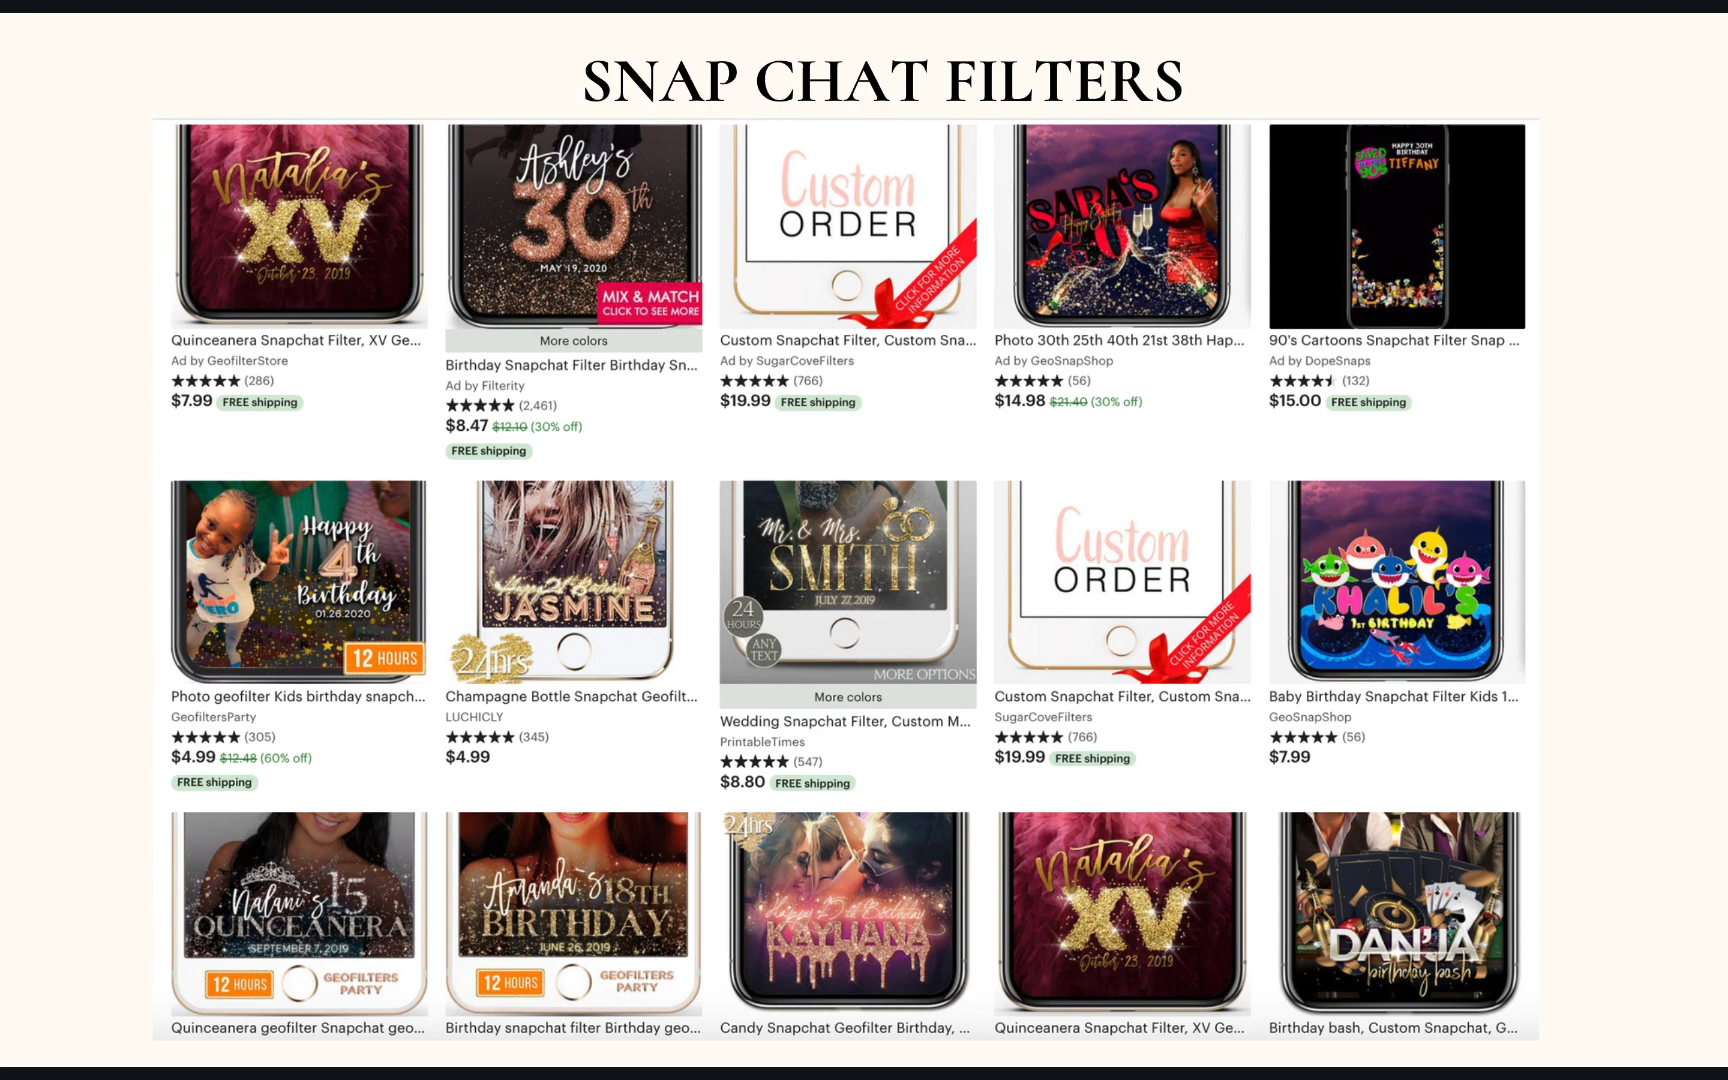 SNAP CHAT FILTERS
Natalia's
XV
October 23, 2019
Quinceanera Snapchat Filter, XV Ge...
Ad by GeofilterStore
(286)
$7.99 FREE shipping
Ashley's
30th
MAY 19, 2020
MIX & MATCH
CLICK TO SEE MORE
More colors
Birthday Snapchat Filter Birthday Sn...
Ad by Filterity
(2,461)
$8.47 $12.10 (30% off)
FREE shipping
Custom
ORDER
CLICK FOR MORE
INFORMATION
Custom Snapchat Filter, Custom Sna...
Ad by SugarCoveFilters
(766)
$19.99 FREE shipping
SARA'S
Happy Birthday
Photo 30th 25th 40th 21st 38th Hap...
Ad by GeoSnapShop
(56)
$14.98 $21.40 (30% off)
HAPPY 30TH
BIRTHDAY
TIFFANY
90's Cartoons Snapchat Filter Snap ...
Ad by DopeSnaps
(132)
$15.00 FREE shipping
Happy
4th
Birthday
01.26.2020
12 HOURS
Photo geofilter Kids birthday snapch...
GeofiltersParty
(305)
$4.99 $12.48 (60% off)
FREE shipping
JASMINE
24hrs
Champagne Bottle Snapchat Geofilt...
LUCHICLY
(345)
$4.99
Mr. & Mrs.
SMITH
JULY 27, 2019
24
HOURS
ANY
TEXT
MORE OPTIONS
More colors
Wedding Snapchat Filter, Custom M...
PrintableTimes
(547)
$8.80 FREE shipping
Custom
ORDER
CLICK FOR MORE
INFORMATION
Custom Snapchat Filter, Custom Sna...
SugarCoveFilters
(766)
$19.99 FREE shipping
KHALIL'S
1ST BIRTHDAY
Baby Birthday Snapchat Filter Kids 1...
GeoSnapShop
(56)
$7.99
Nalani's 15
QUINCEANERA
SEPTEMBER 7, 2019
12 HOURS
GEOFILTERS
PARTY
Quinceanera geofilter Snapchat geo...
Amanda's 18TH
BIRTHDAY
JUNE 26, 2019
12 HOURS
GEOFILTERS
PARTY
Birthday snapchat filter Birthday geo...
24hrs
Happy 25th Birthday
KAYLIANA
Candy Snapchat Geofilter Birthday, ...
Natalia's
XV
October 23, 2019
Quinceanera Snapchat Filter, XV Ge...
DAN'JA
birthday bash
Birthday bash, Custom Snapchat, G...